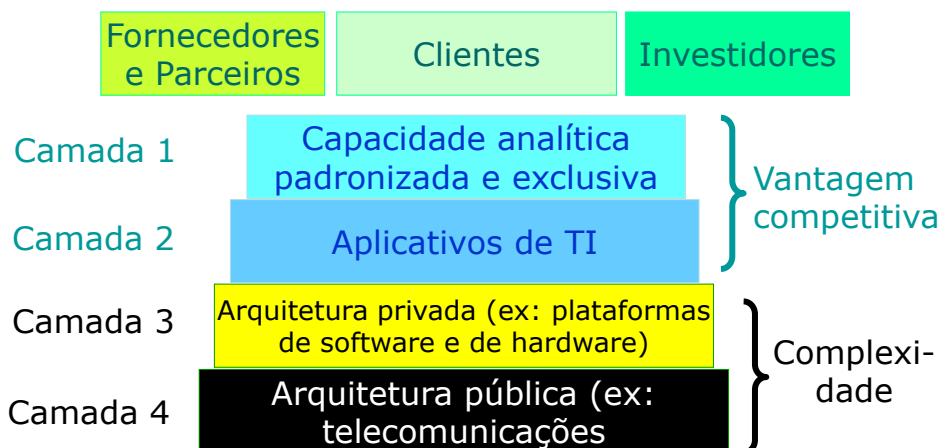 Fornecedores
e Parceiros
Clientes
Investidores
Camada 1
Capacidade analítica
padronizada e exclusiva
Vantagem
competitiva
Camada 2
Aplicativos de TI
Camada 3
Arquitetura privada (ex: plataformas
de software e de hardware)
Complexi-
dade
Camada 4
Arquitetura pública (ex:
telecomunicações